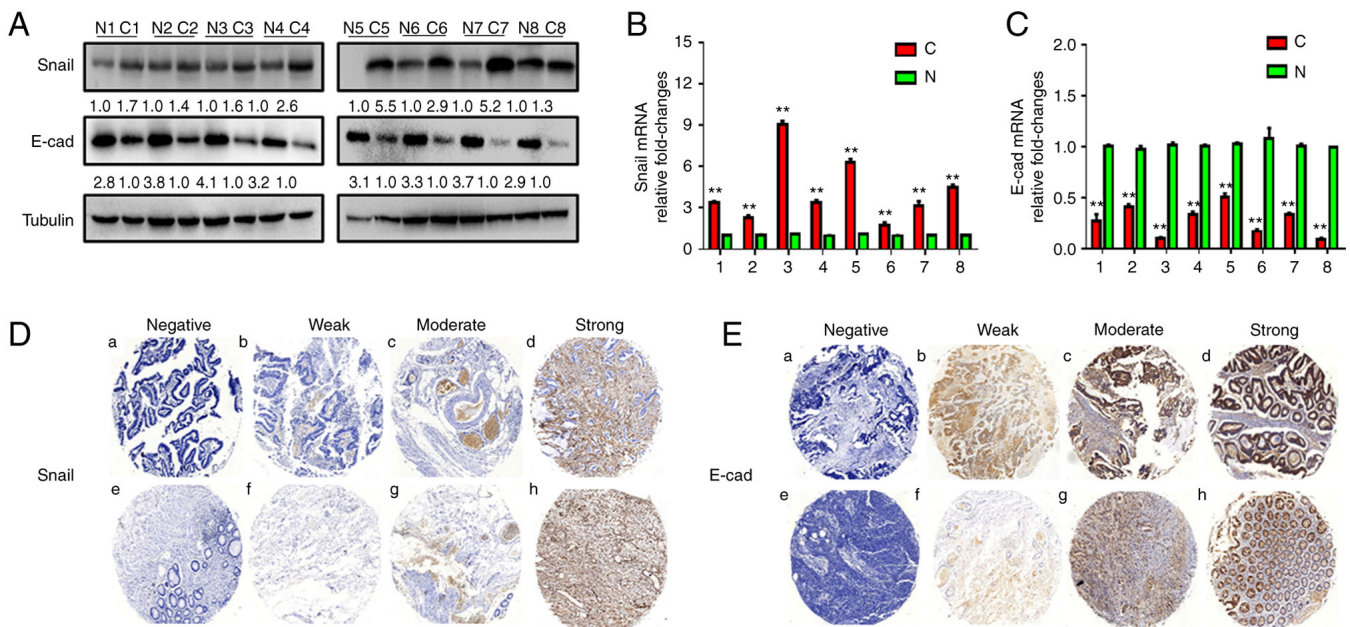 A
N1 C1 N2 C2 N3 C3 N4 C4 N5 C5 N6 C6 N7 C7 N8 C8
Snail
1.0 1.7 1.0 1.4 1.0 1.6 1.0 2.6 1.0 5.5 1.0 2.9 1.0 5.2 1.0 1.3
E-cad
2.8 1.0 3.8 1.0 4.1 1.0 3.2 1.0 3.1 1.0 3.3 1.0 3.7 1.0 2.9 1.0
Tubulin
B
Snail mRNA
relative fold-changes
15
12
9
6
3
0
C
N
** ** ** ** ** ** ** **
1 2 3 4 5 6 7 8
C
E-cad mRNA
relative fold-changes
2.0
1.5
1.0
0.5
0.0
C
N
** ** ** ** ** ** ** **
1 2 3 4 5 6 7 8
D
Negative Weak Moderate Strong
a b c d
Snail
e f g h
E
Negative Weak Moderate Strong
a b c d
E-cad
e f g h